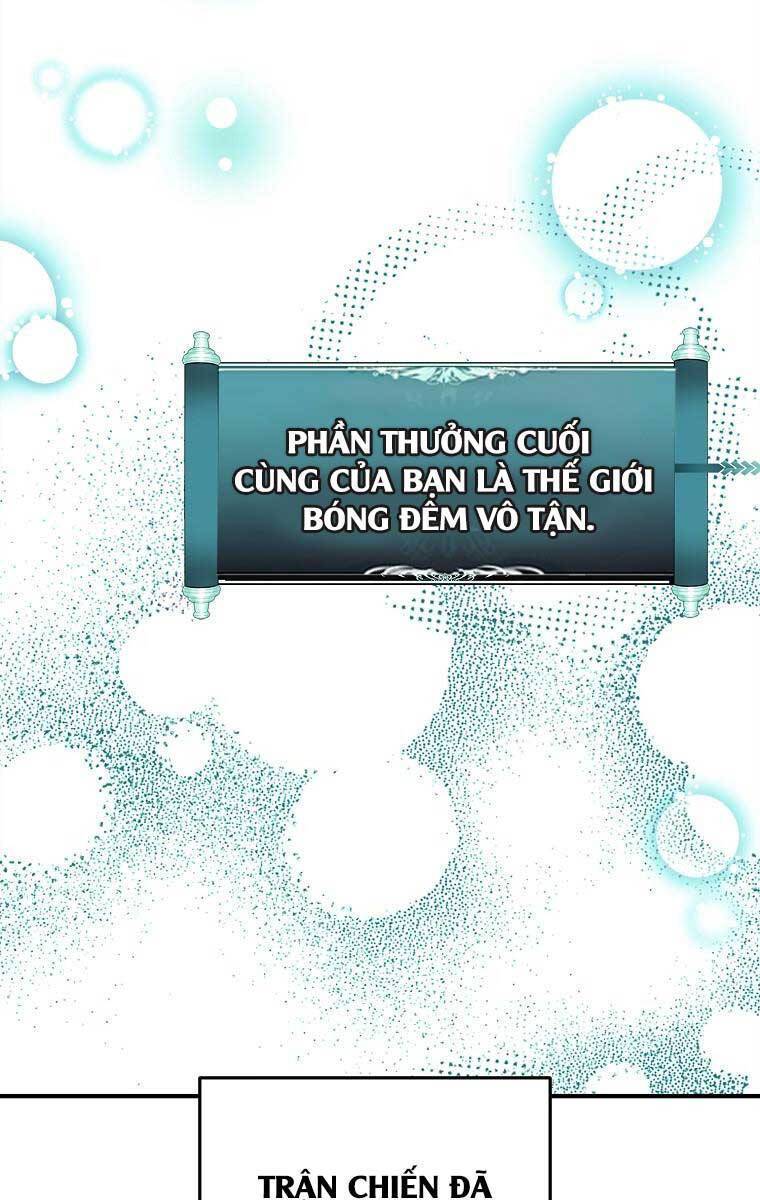 PHẦN THƯỞNG CUỐI
CÙNG CỦA BẠN LÀ THẾ GIỚI
BÓNG ĐÊM VÔ TẬN.
TRẬN CHIẾN ĐÃ